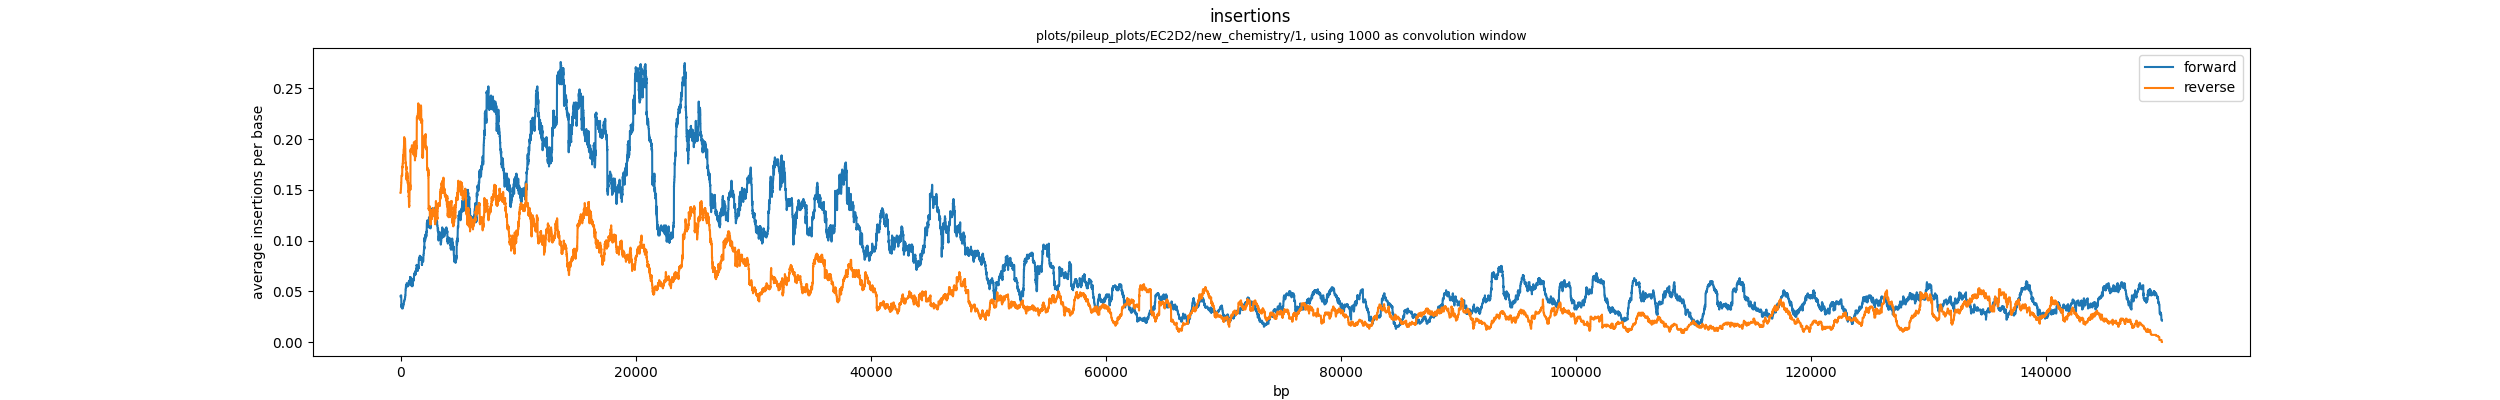 insertions
plots/pileup_plots/EC2D2/new_chemistry/1, using 1000 as convolution window
average insertions per base
0.25
0.20
0.15
0.10
0.05
0.00
forward
reverse
0
20000
40000
60000
80000
100000
120000
140000
bp